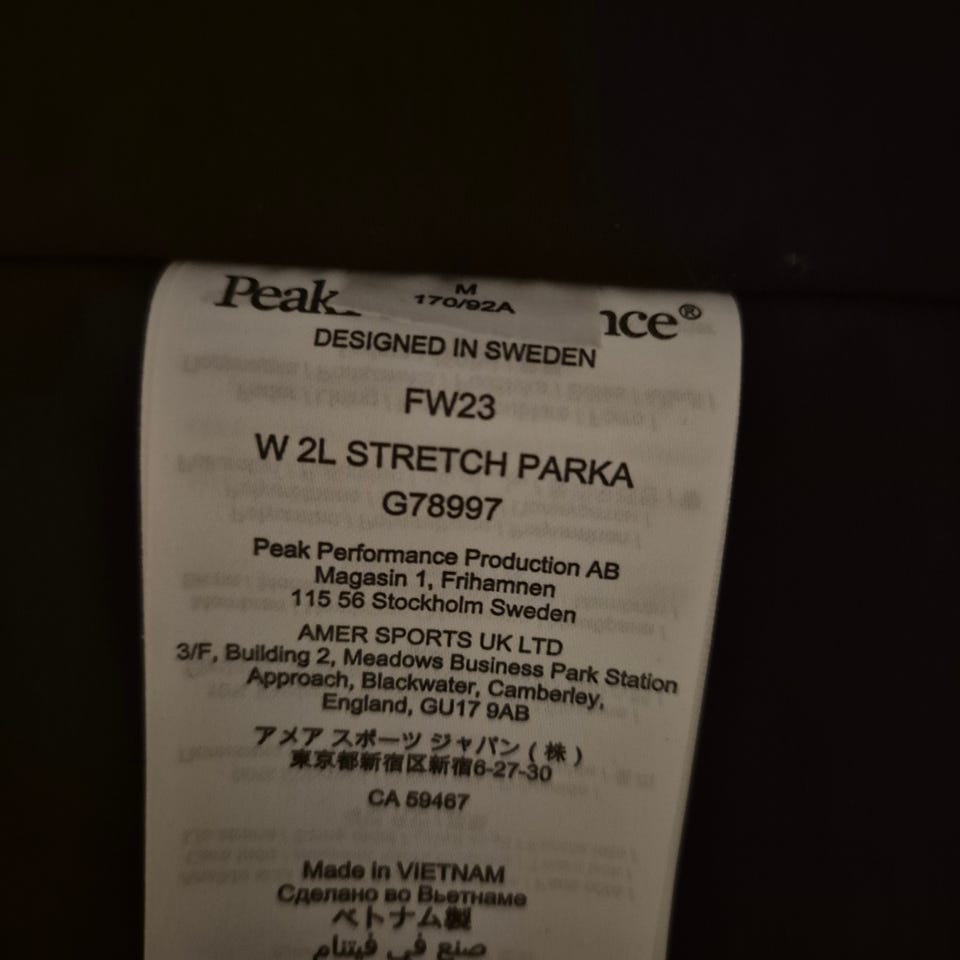 Peak
M
170/92A
nce®
DESIGNED IN SWEDEN
FW23
W 2L STRETCH PARKA
G78997
Peak Performance Production AB
Magasin 1, Frihamnen
115 56 Stockholm Sweden
AMER SPORTS UK LTD
3/F, Building 2, Meadows Business Park Station
Approach, Blackwater, Camberley,
England, GU17 9AB
アメア スポーツ ジャパン ( 株 )
東京都新宿区新宿6-27-30
CA 59467
Made in VIETNAM
Сделано во Вьетнаме
ベトナム製
صنع في فيتنام